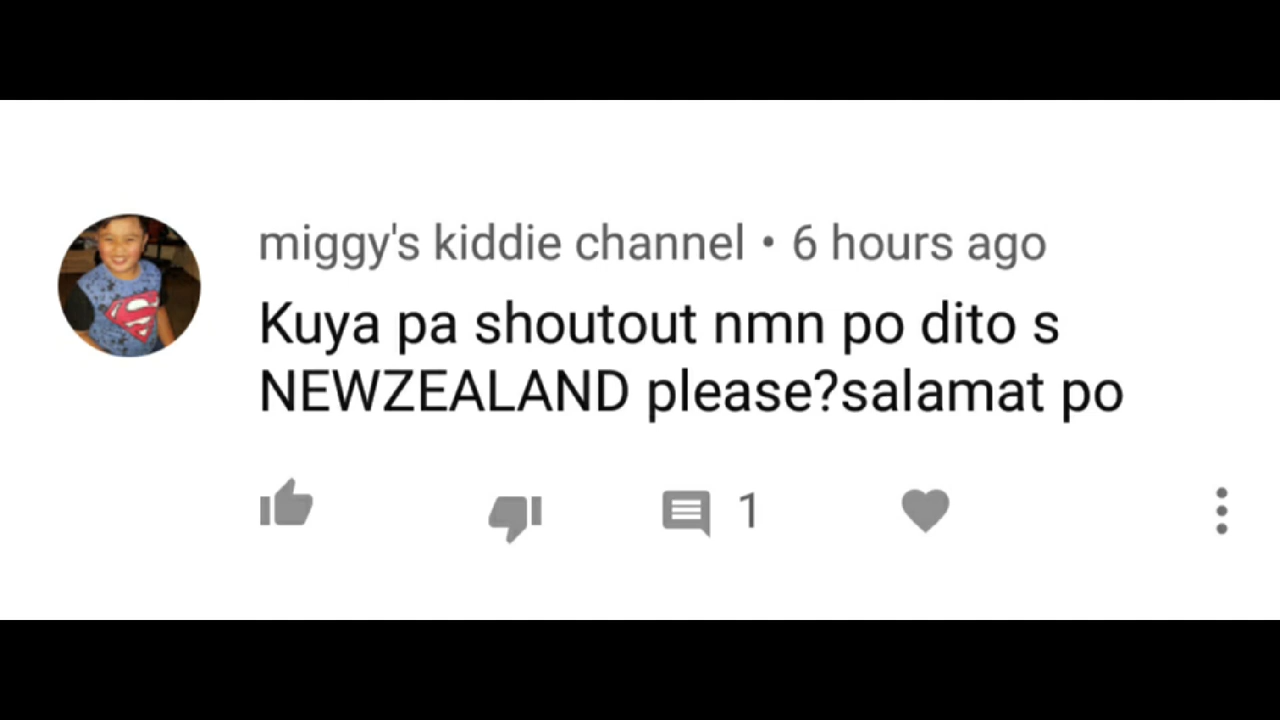 miggy's kiddie channel • 6 hours ago
Kuya pa shoutout nmn po dito s
NEWZEALAND please?salamat po
1